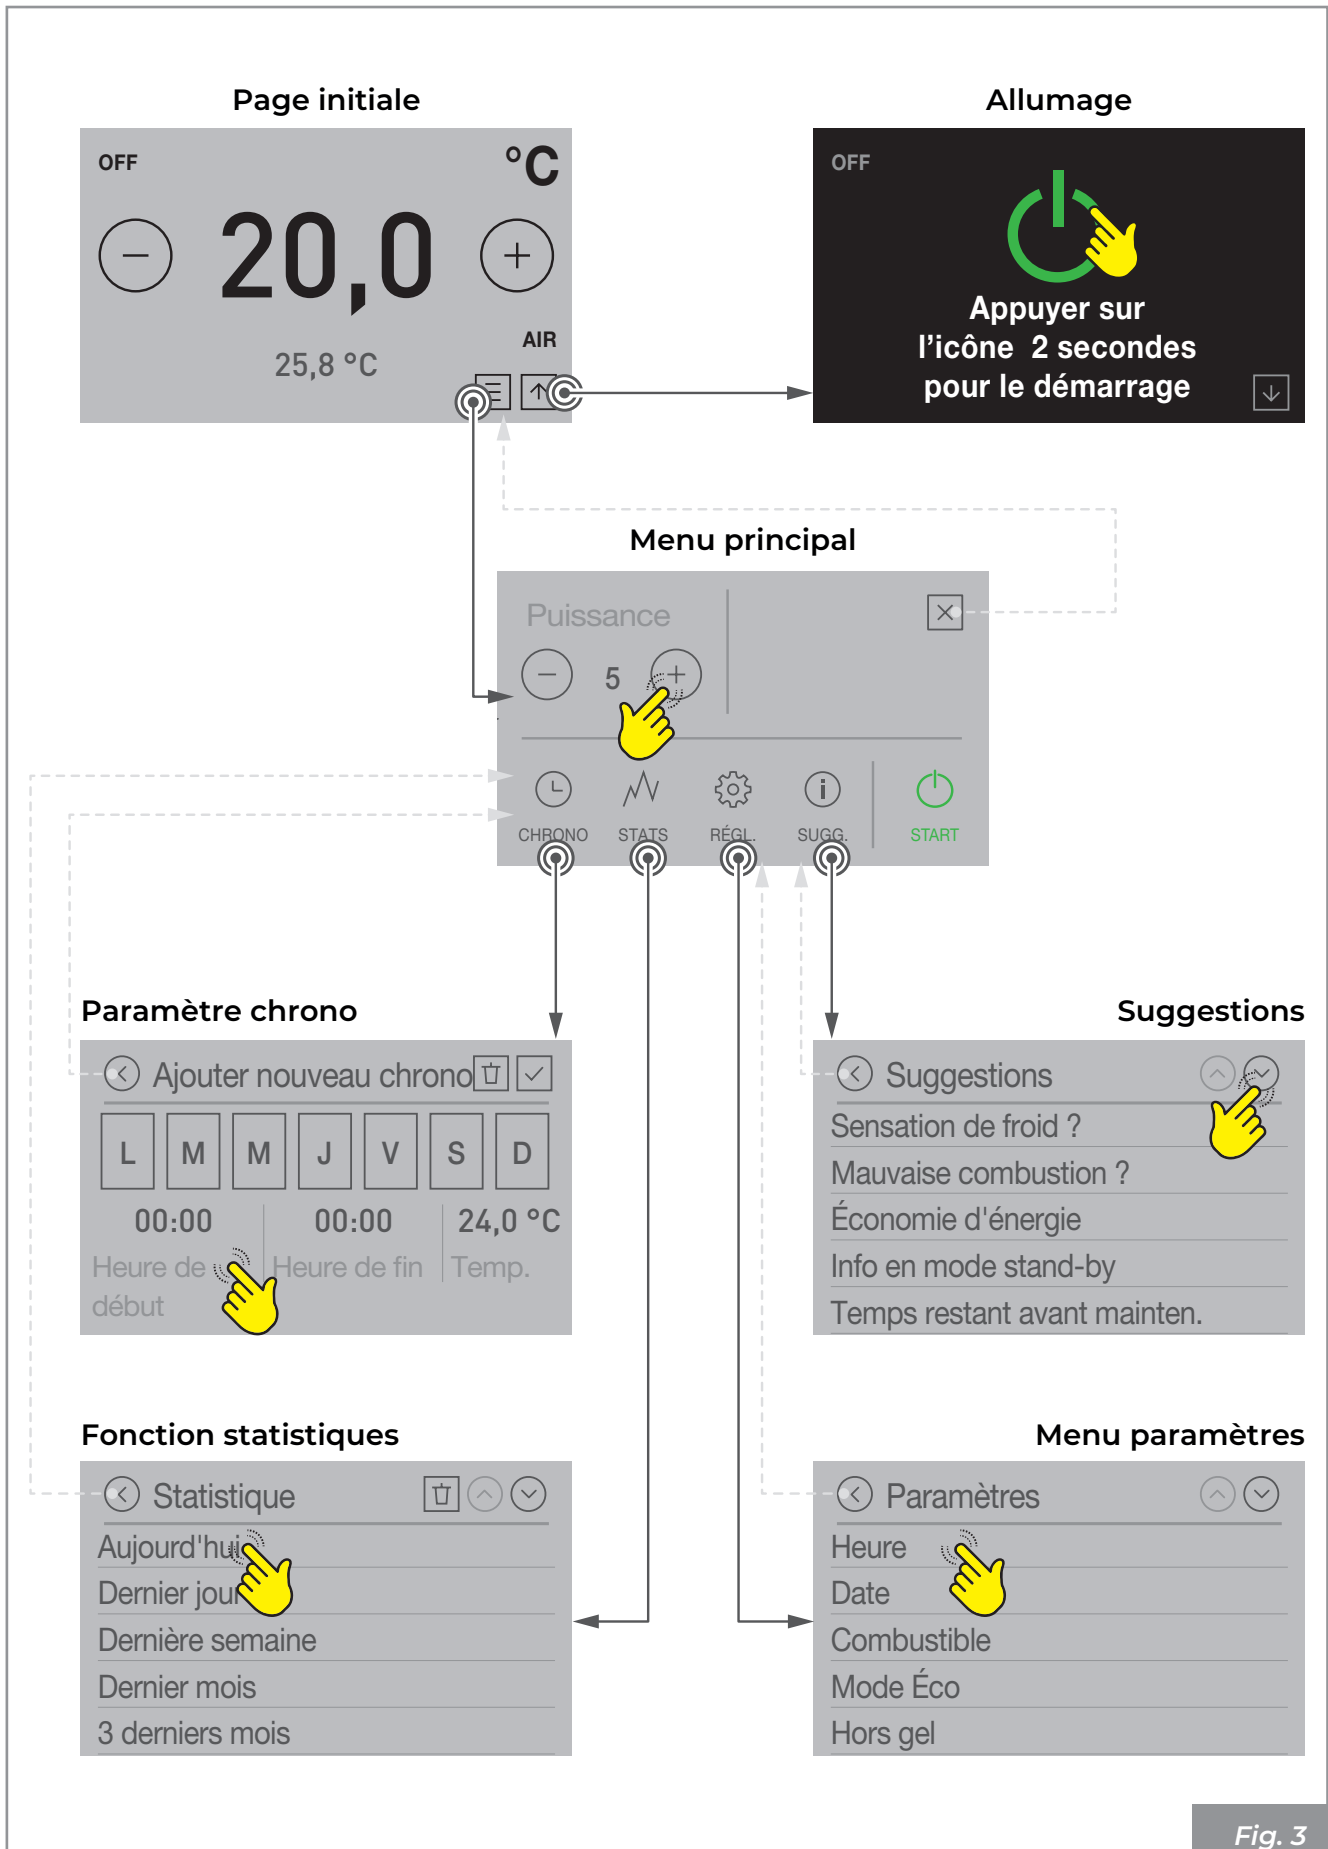 Page initiale
OFF
°C
20,0
AIR
25,8 °C
Allumage
OFF
Appuyer sur
l'icône 2 secondes
pour le démarrage
Menu principal
Puissance
5
CHRONO
STATS
RÉGL.
SUGG.
START
Paramètre chrono
Ajouter nouveau chrono
L M M J V S D
00:00 00:00 24,0 °C
Heure de début
Heure de fin
Temp.
Suggestions
Suggestions
Sensation de froid ?
Mauvaise combustion ?
Économie d'énergie
Info en mode stand-by
Temps restant avant mainten.
Fonction statistiques
Statistique
Aujourd'hui
Dernier jour
Dernière semaine
Dernier mois
3 derniers mois
Menu paramètres
Paramètres
Heure
Date
Combustible
Mode Éco
Hors gel
Fig. 3